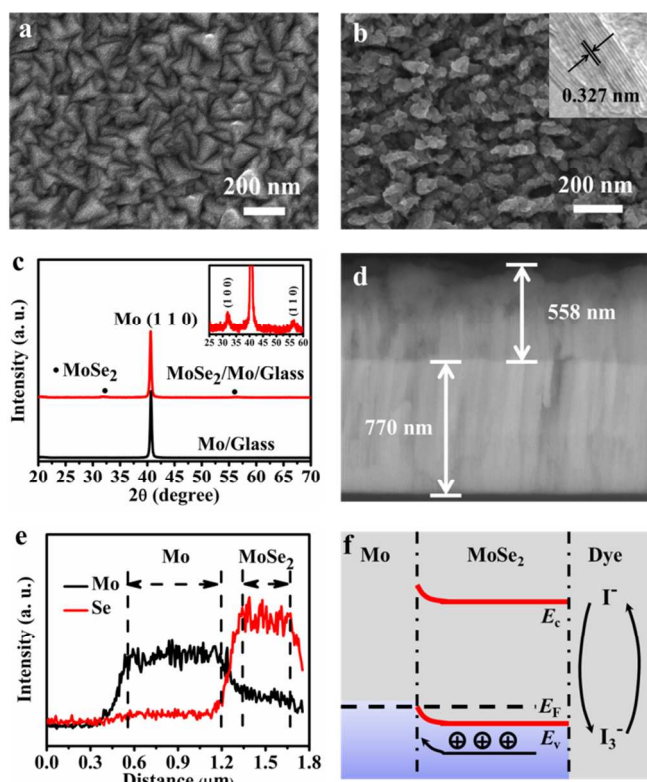 a
200 nm
b
0.327 nm
200 nm
c
Intensity (a. u.)
Mo (1 1 0)
(1 0 0)
(1 1 0)
25 30 35 40 45 50 55 60
• MoSe₂
MoSe₂/Mo/Glass
Mo/Glass
20 25 30 35 40 45 50 55 60 65 70
2θ (degree)
d
558 nm
770 nm
e
Intensity (a. u.)
Mo
MoSe₂
Mo
Se
0.0 0.3 0.6 0.9 1.2 1.5 1.8
Distance (μm)
f
Mo
MoSe₂
Dye
I⁻
E_c
E_F
E_v
I₃⁻